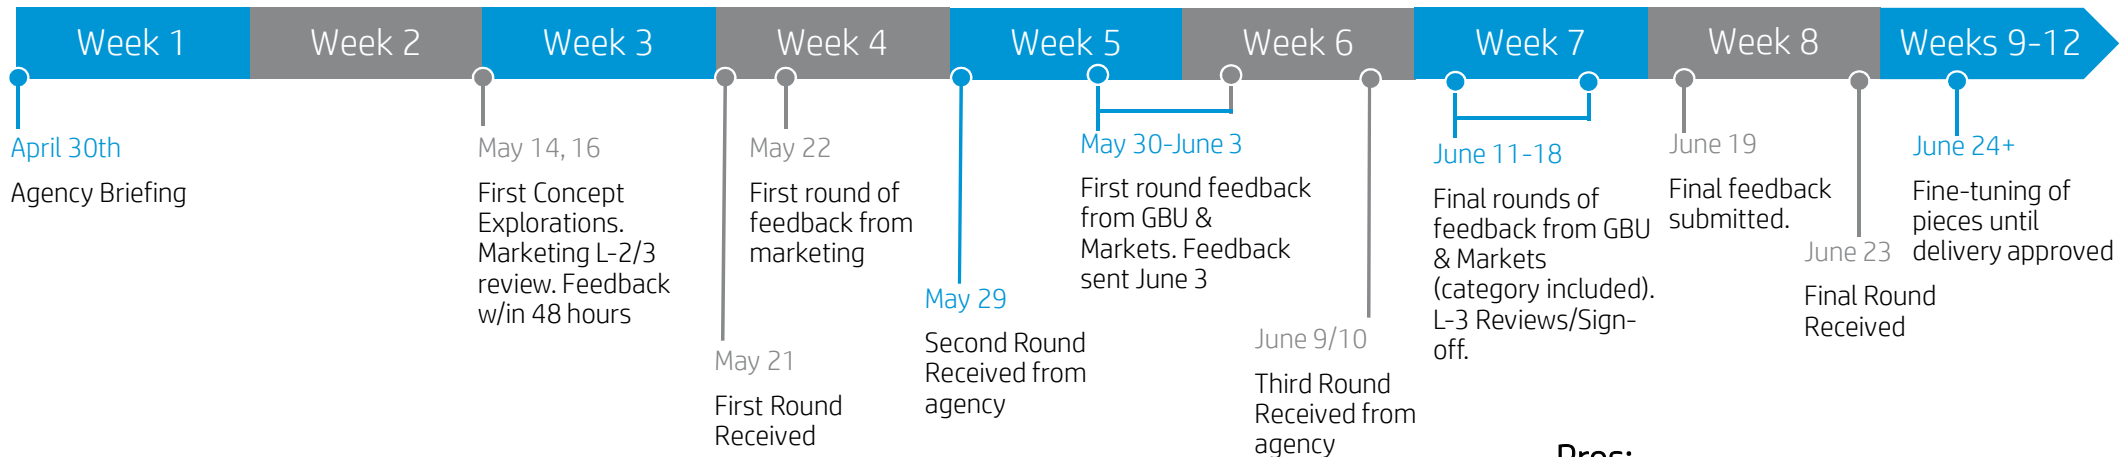 Week 1
Week 2
Week 3
Week 4
Week 5
Week 6
Week 7
Week 8
Weeks 9-12
April 30th
Agency Briefing
May 14, 16
First Concept
Explorations.
Marketing L-2/3
review. Feedback
w/in 48 hours
May 21
First Round
Received
May 22
First round of
feedback from
marketing
May 29
Second Round
Received from
agency
May 30-June 3
First round feedback
from GBU &
Markets. Feedback
sent June 3
June 9/10
Third Round
Received from
agency
June 11-18
Final rounds of
feedback from GBU
& Markets
(category included).
L-3 Reviews/Sign-
off.
June 19
Final feedback
submitted.
June 23
Final Round
Received
June 24+
Fine-tuning of
pieces until
delivery approved
Pros: